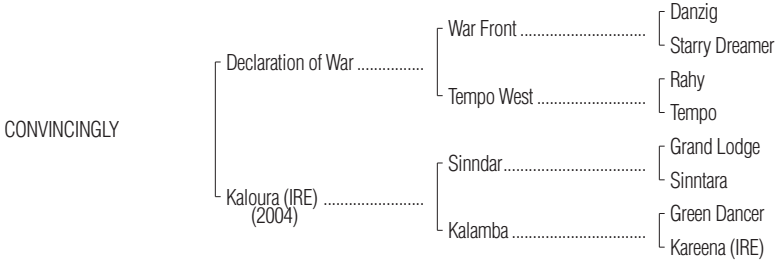 Danzig
War Front ..............................
Starry Dreamer
Declaration of War ................
Rahy
Tempo West ..........................
Tempo
CONVINCINGLY
Grand Lodge
Sinndar..................................
Sinntara
Kaloura (IRE) ........................
(2004)
Green Dancer
Kalamba ................................
Kareena (IRE)